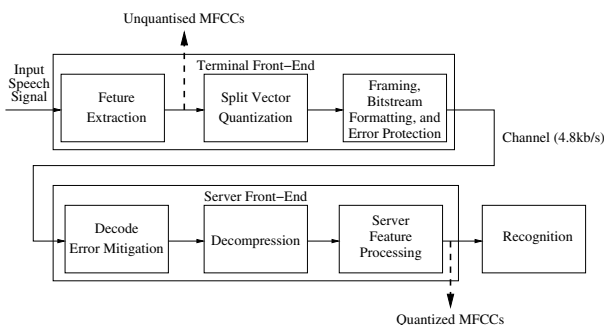 Unquantised MFCCs
Terminal Front-End
Input
Speech
Signal
Feture
Extraction
Split Vector
Quantization
Framing,
Bitstream
Formatting, and
Error Protection
Channel (4.8kb/s)
Server Front-End
Decode
Error Mitigation
Decompression
Server
Feature
Processing
Recognition
Quantized MFCCs